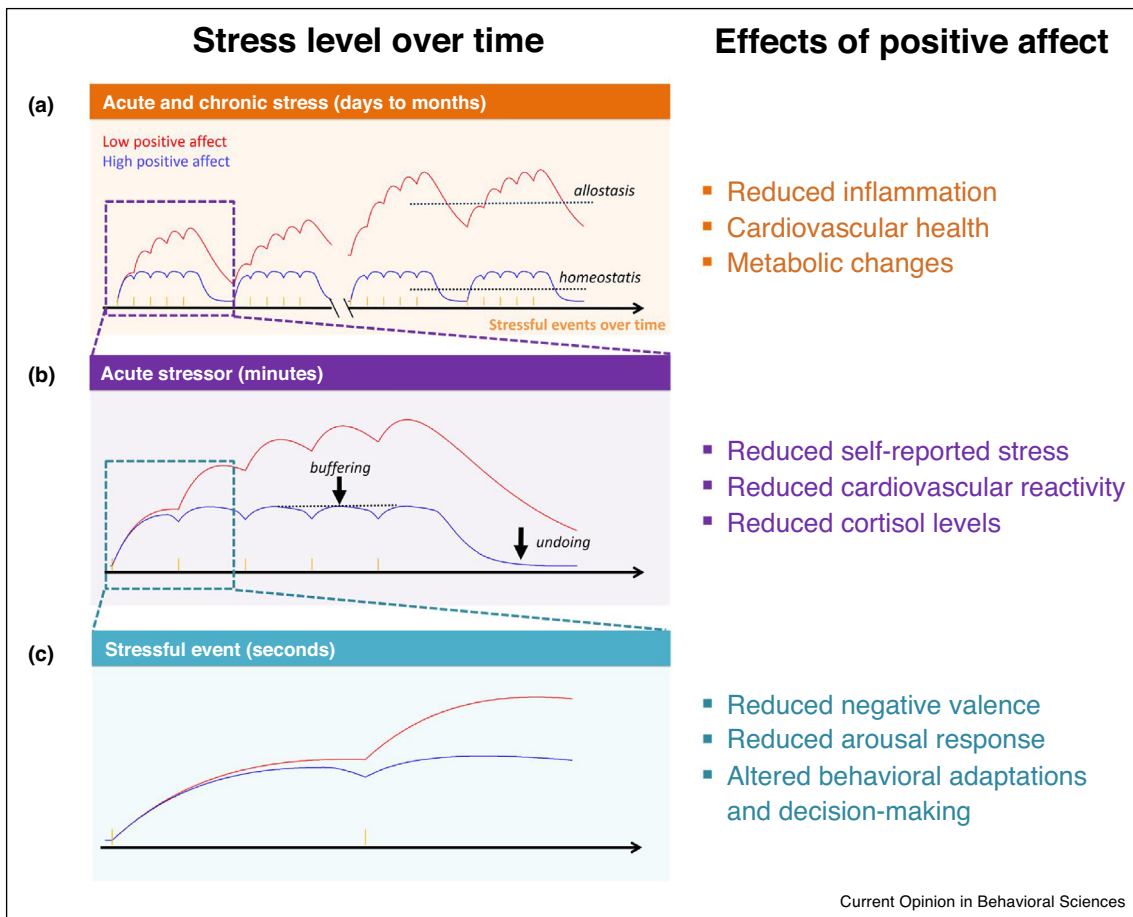 Stress level over time
Effects of positive affect
(a)
Acute and chronic stress (days to months)
Low positive affect
High positive affect
allostasis
homeostatis
Stressful events over time
■ Reduced inflammation
■ Cardiovascular health
■ Metabolic changes
(b)
Acute stressor (minutes)
buffering
undoing
■ Reduced self-reported stress
■ Reduced cardiovascular reactivity
■ Reduced cortisol levels
(c)
Stressful event (seconds)
■ Reduced negative valence
■ Reduced arousal response
■ Altered behavioral adaptations
and decision-making
Current Opinion in Behavioral Sciences